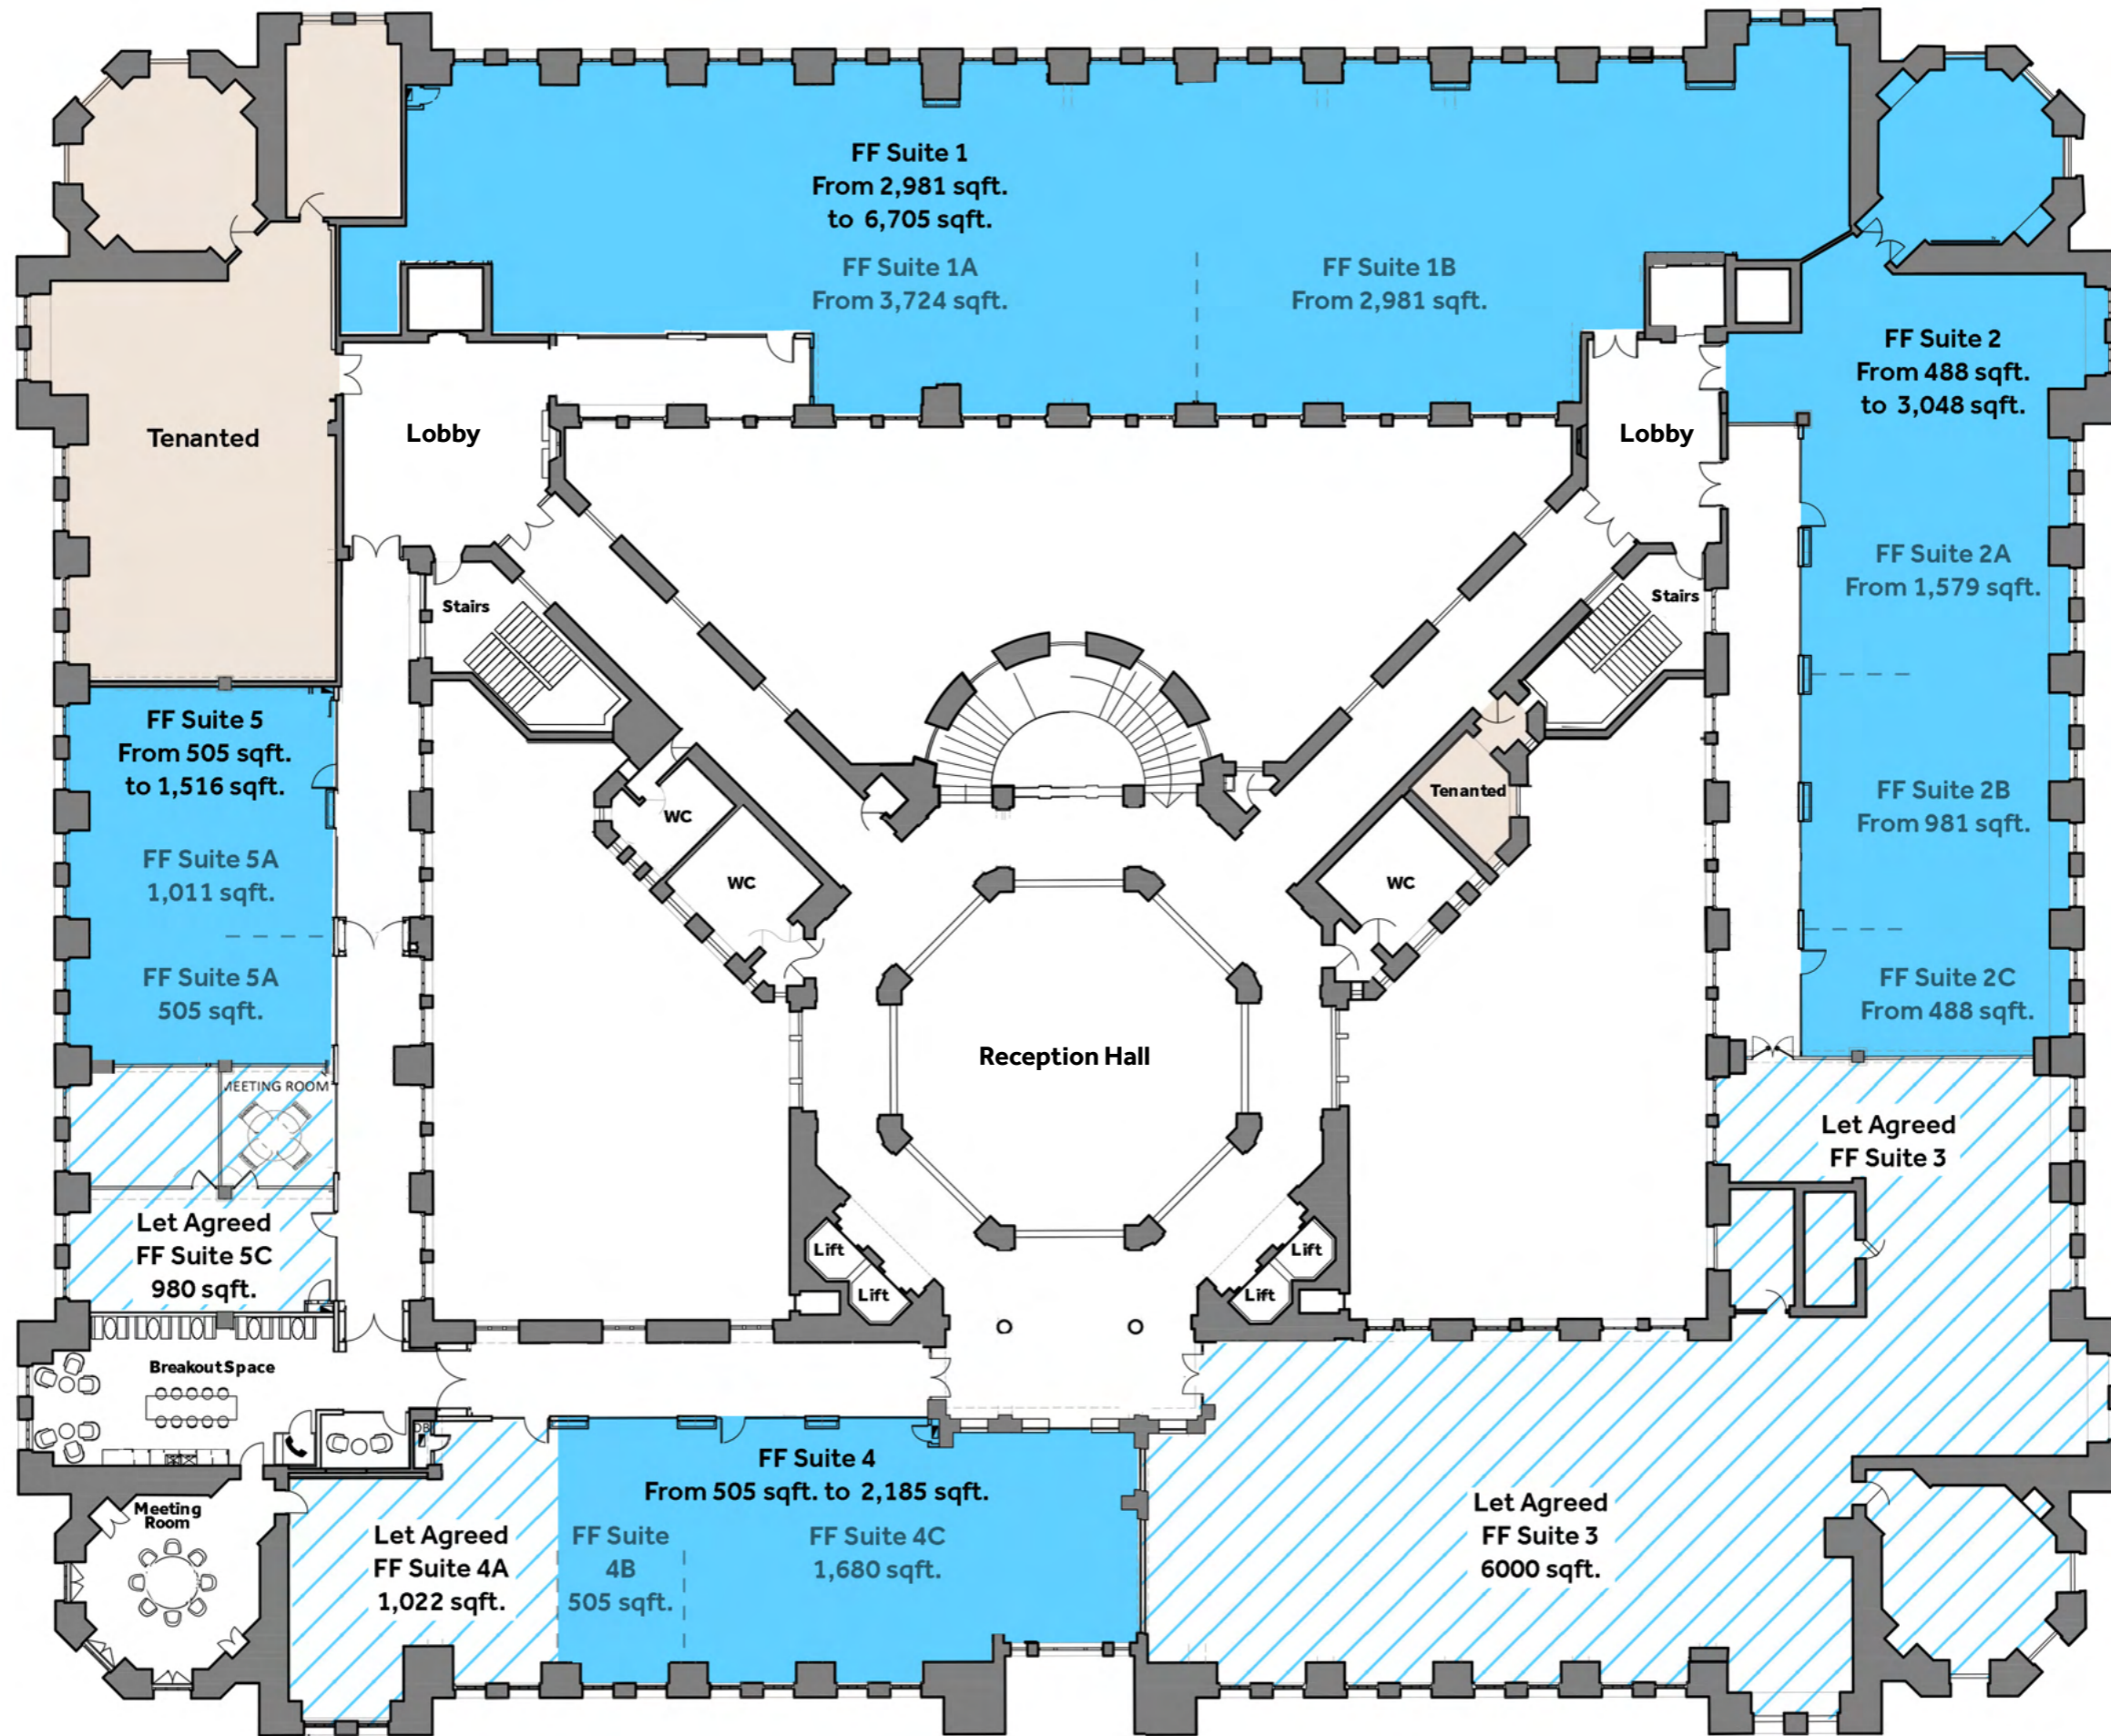 FF Suite 1
From 2,981 sqft.
to 6,705 sqft.
FF Suite 1A
From 3,724 sqft.
FF Suite 1B
From 2,981 sqft.
FF Suite 2
From 488 sqft.
to 3,048 sqft.
Tenanted
Lobby
Lobby
FF Suite 2A
From 1,579 sqft.
Stairs
Stairs
FF Suite 5
From 505 sqft.
to 1,516 sqft.
Tenanted
FF Suite 2B
From 981 sqft.
WC
FF Suite 5A
1,011 sqft.
WC
WC
FF Suite 5A
505 sqft.
FF Suite 2C
From 488 sqft.
Reception Hall
MEETING ROOM
Let Agreed
FF Suite 3
Let Agreed
FF Suite 5C
980 sqft.
Lift
Lift
Lift
Lift
Breakout Space
DB
FF Suite 4
From 505 sqft. to 2,185 sqft.
Meeting
Room
Let Agreed
FF Suite 4A
1,022 sqft.
FF Suite
4B
505 sqft.
FF Suite 4C
1,680 sqft.
Let Agreed
FF Suite 3
6000 sqft.